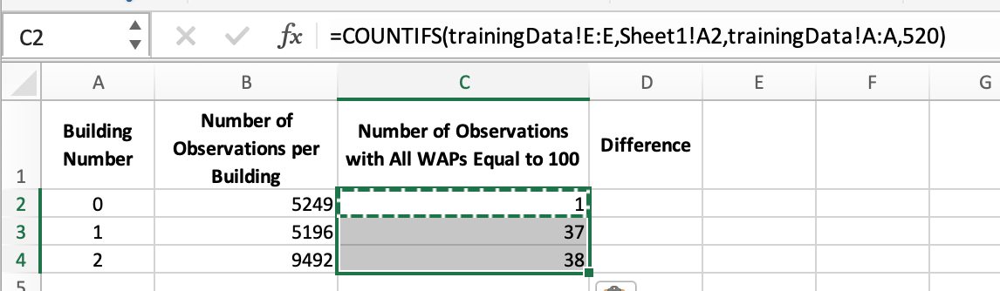 C2 fx =COUNTIFS(trainingData!E:E,Sheet1!A2,trainingData!A:A,520)
A B C D E F G
1 Building Number Number of Observations per Building Number of Observations with All WAPs Equal to 100 Difference
2 0 5249 1
3 1 5196 37
4 2 9492 38
5